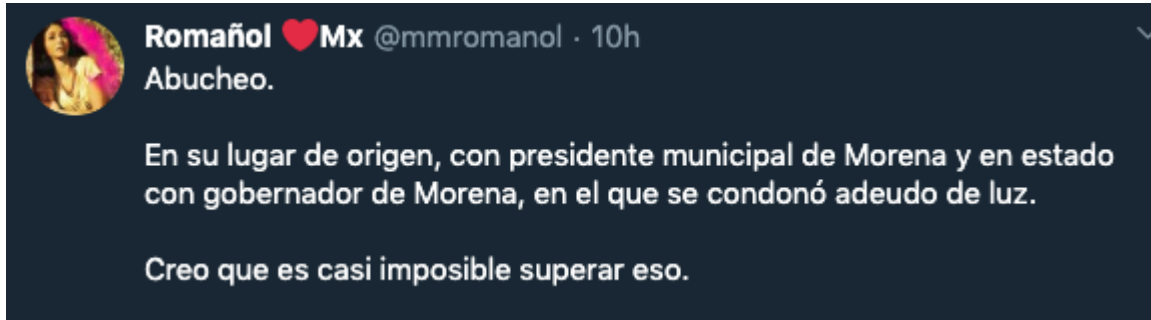 Romañol ❤️Mx @mmromanol · 10h
Abucheo.
En su lugar de origen, con presidente municipal de Morena y en estado
con gobernador de Morena, en el que se condonó adeudo de luz.
Creo que es casi imposible superar eso.